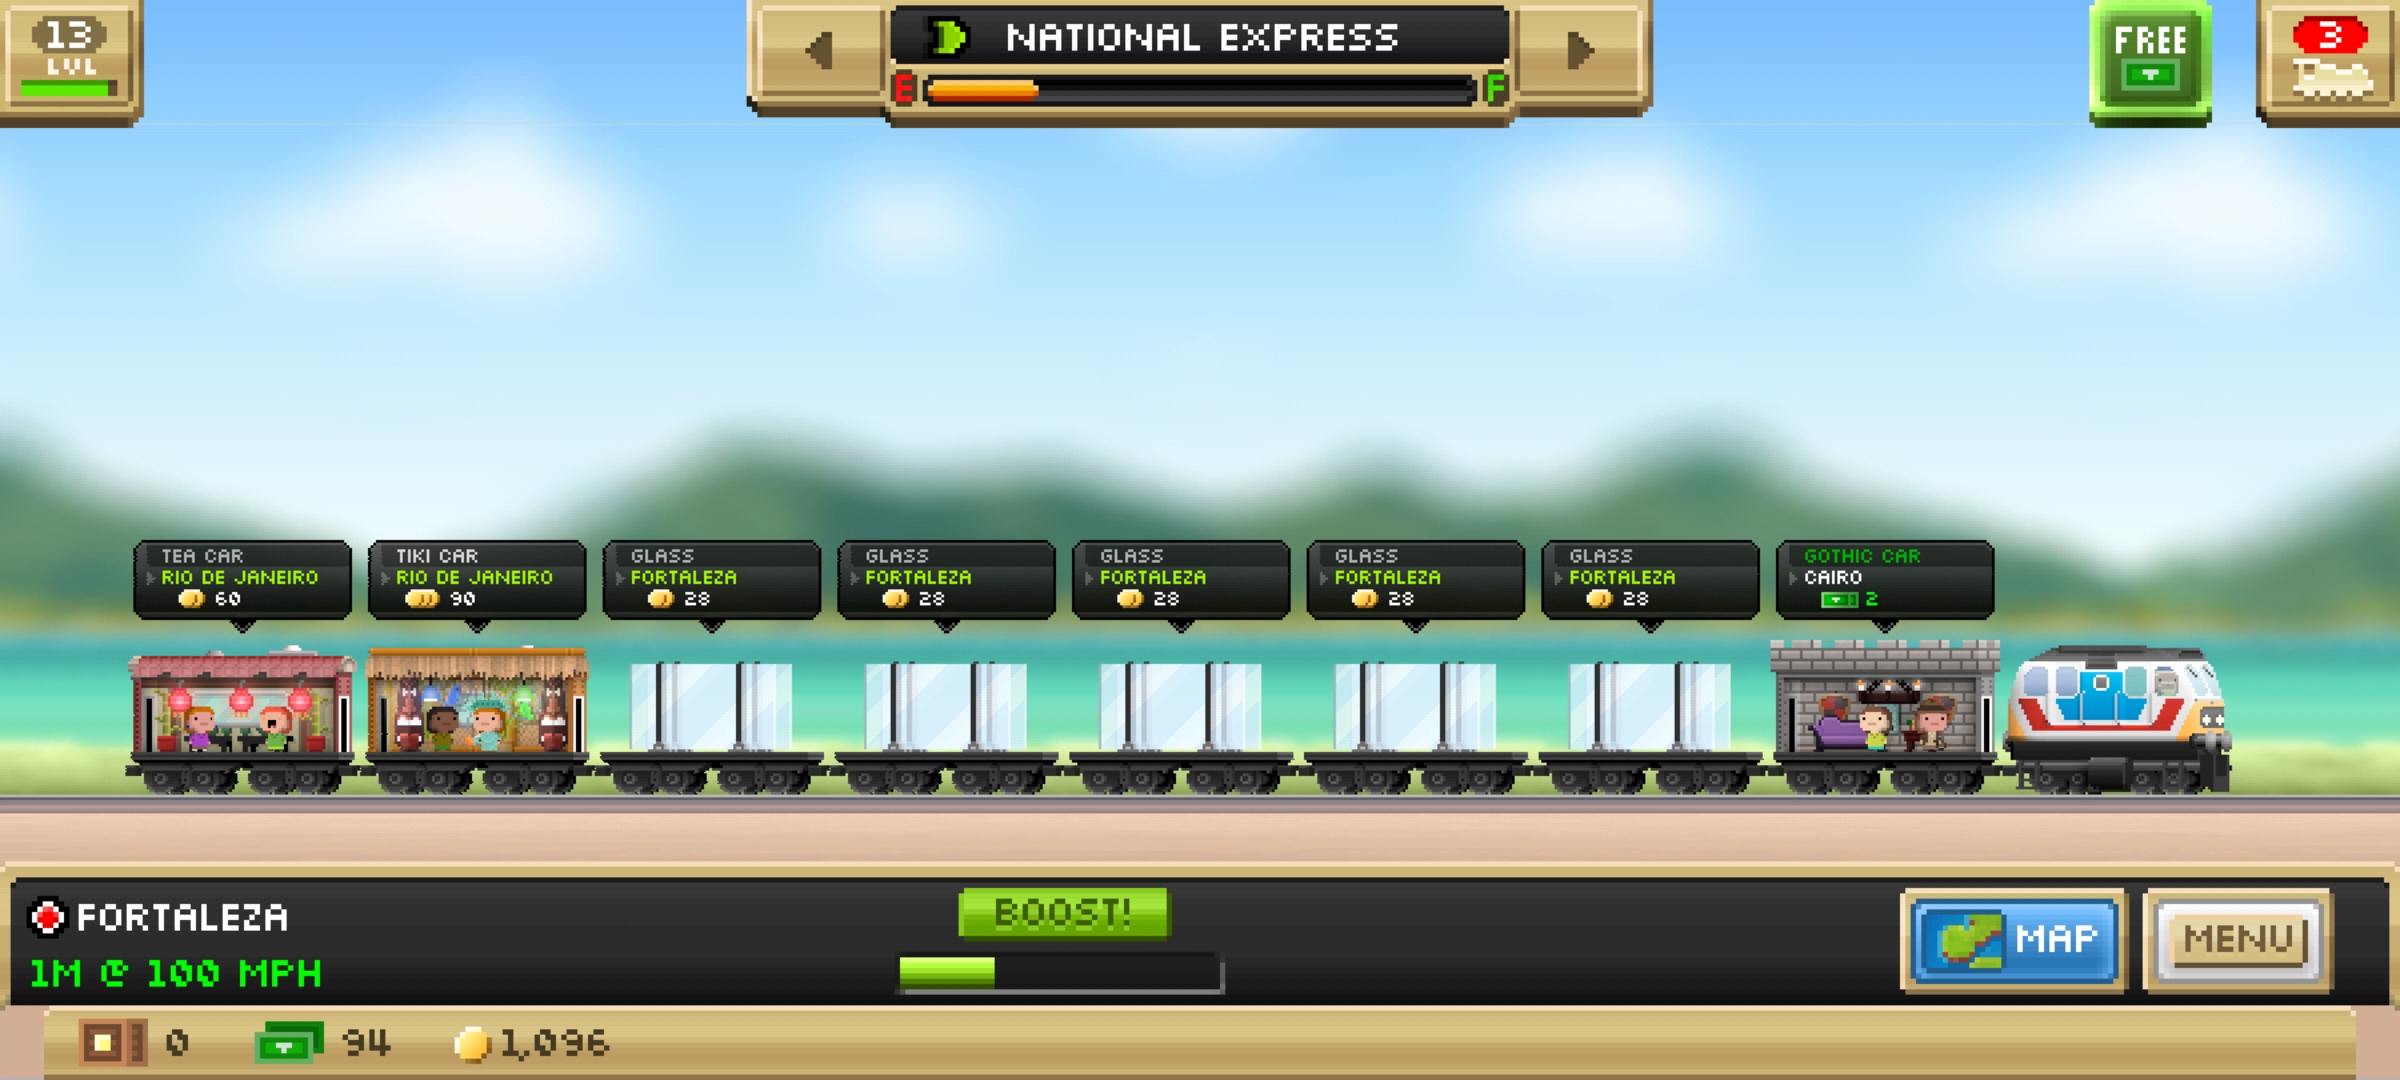 13
LVL
NATIONAL EXPRESS
E F
FREE
3
TEA CAR
RIO DE JANEIRO
60
TIKI CAR
RIO DE JANEIRO
90
GLASS
FORTALEZA
28
GLASS
FORTALEZA
28
GLASS
FORTALEZA
28
GLASS
FORTALEZA
28
GLASS
FORTALEZA
28
GOTHIC CAR
CAIRO
2
FORTALEZA
1M @ 100 MPH
BOOST!
MAP
MENU
0 94 1,096